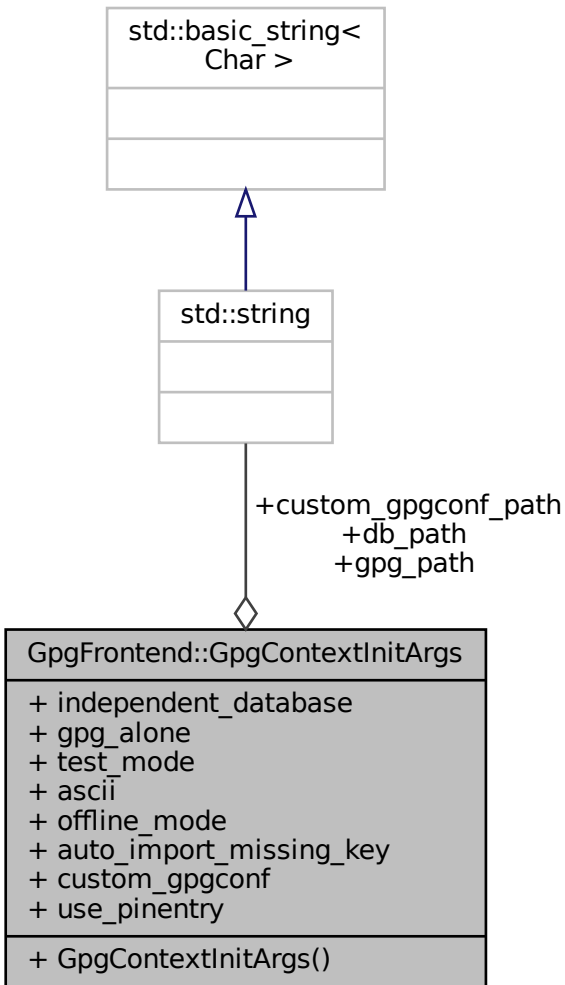 std::basic_string<
Char >
std::string
+custom_gpgconf_path
+db_path
+gpg_path
GpgFrontend::GpgContextInitArgs
+ independent_database
+ gpg_alone
+ test_mode
+ ascii
+ offline_mode
+ auto_import_missing_key
+ custom_gpgconf
+ use_pinentry
+ GpgContextInitArgs()